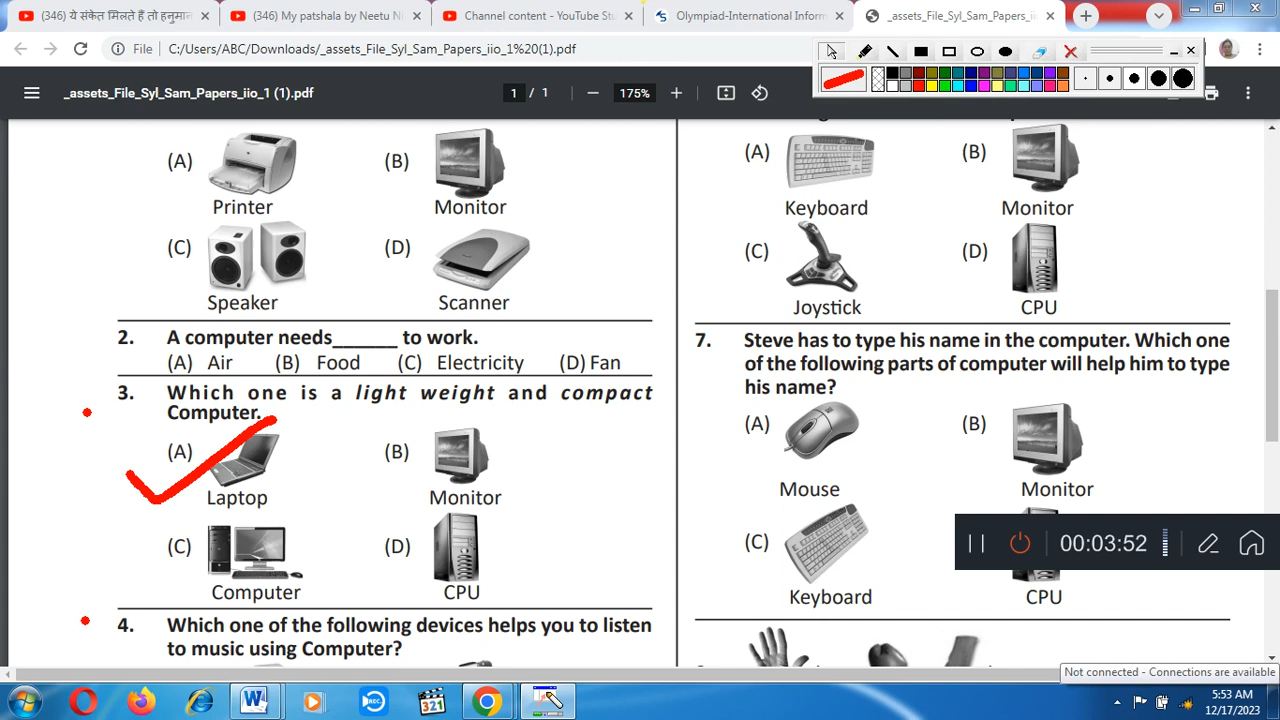 (346) ये संकेत मिलते हैं तो हनुमान
(346) My patshala by Neetu N
Channel content - YouTube Stu
Olympiad-International Inform
_assets_File_Syl_Sam_Papers_ii
File
C:/Users/ABC/Downloads/_assets_File_Syl_Sam_Papers_iio_1%20(1).pdf
_assets_File_Syl_Sam_Papers_iio_1 (1).pdf
1 / 1
175%
(A)
Printer
(B)
Monitor
(C)
Speaker
(D)
Scanner
2. A computer needs______ to work.
(A) Air (B) Food (C) Electricity (D) Fan
3. Which one is a light weight and compact
Computer.
(A)
Laptop
(B)
Monitor
(C)
Computer
(D)
CPU
4. Which one of the following devices helps you to listen
to music using Computer?
(A)
Keyboard
(B)
Monitor
(C)
Joystick
(D)
CPU
7. Steve has to type his name in the computer. Which one
of the following parts of computer will help him to type
his name?
(A)
Mouse
(B)
Monitor
(C)
Keyboard
CPU
00:03:52
Not connected - Connections are available
REC
321
5:53 AM
12/17/2023